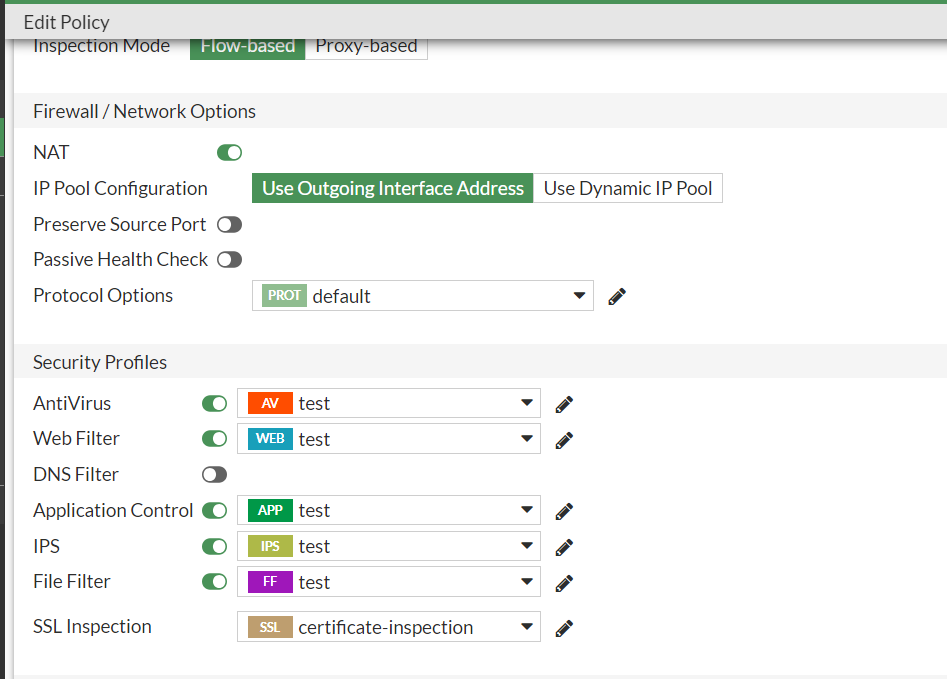 Edit Policy
Inspection Mode Flow-based Proxy-based
Firewall / Network Options
NAT
IP Pool Configuration Use Outgoing Interface Address Use Dynamic IP Pool
Preserve Source Port
Passive Health Check
Protocol Options PROT default
Security Profiles
AntiVirus AV test
Web Filter WEB test
DNS Filter
Application Control APP test
IPS IPS test
File Filter FF test
SSL Inspection SSL certificate-inspection